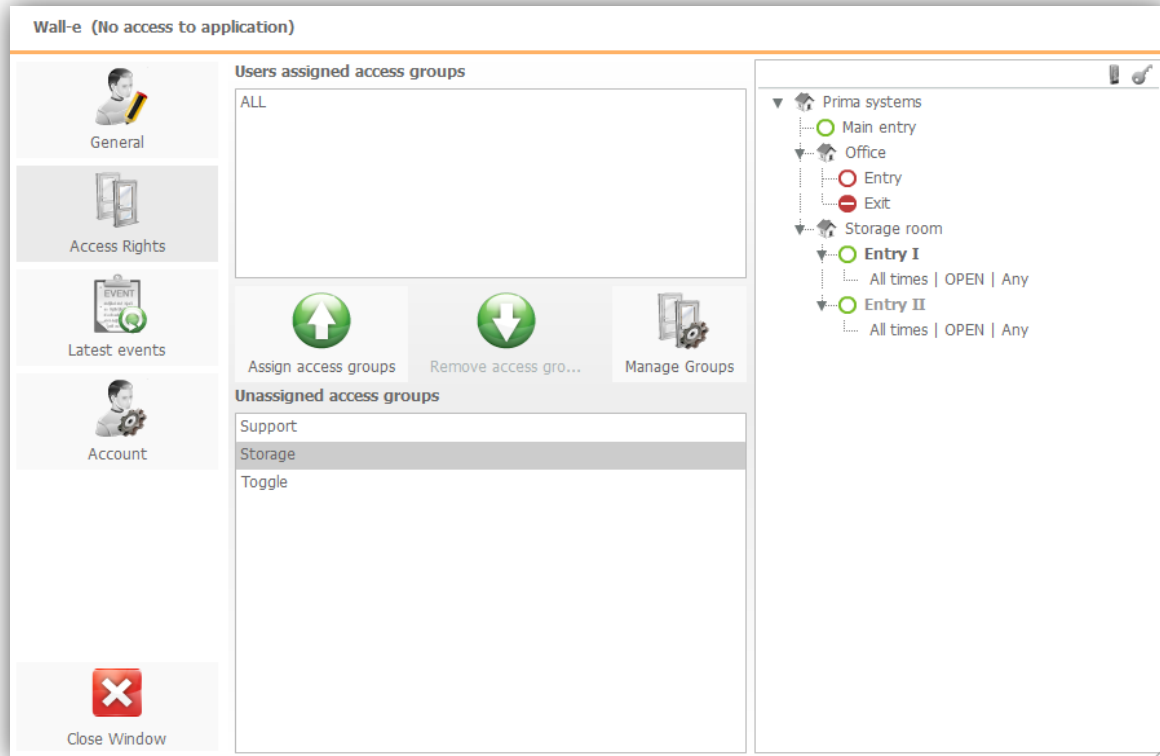 Wall-e (No access to application)
General
Access Rights
EVENT
Latest events
Account
Close Window
Users assigned access groups
ALL
Assign access groups
Remove access gro...
Manage Groups
Unassigned access groups
Support
Storage
Toggle
Prima systems
Main entry
Office
Entry
Exit
Storage room
Entry I
All times | OPEN | Any
Entry II
All times | OPEN | Any